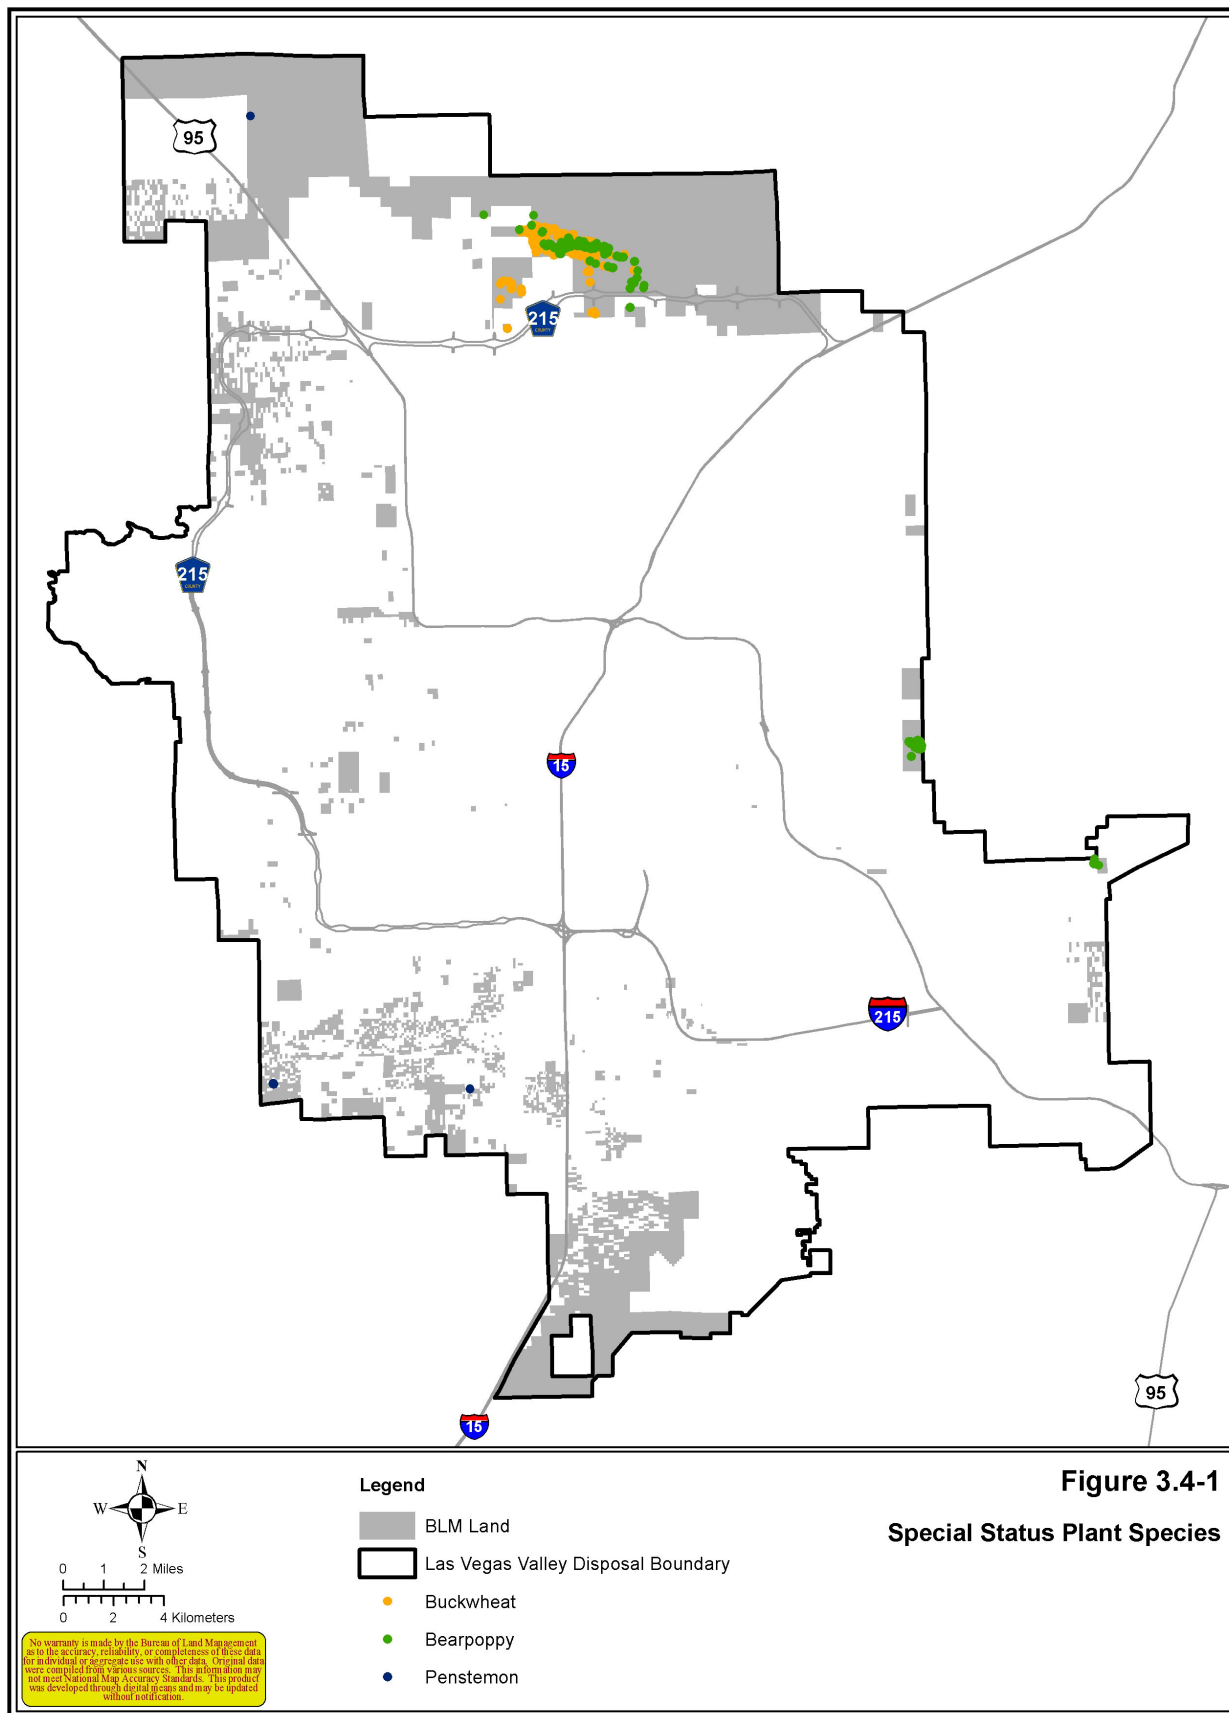 95
215
COUNTY
215
COUNTY
15
215
95
15
N
W E
S
0 1 2 Miles
0 2 4 Kilometers
No warranty is made by the Bureau of Land Management
as to the accuracy, reliability, or completeness of these data
for individual or aggregate use with other data. Original data
were compiled from various sources. This information may
not meet National Map Accuracy Standards. This product
was developed through digital means and may be updated
without notification.
Legend
BLM Land
Las Vegas Valley Disposal Boundary
Buckwheat
Bearpoppy
Penstemon
Figure 3.4-1
Special Status Plant Species